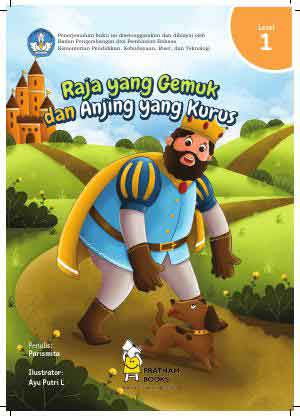 Penerjemahan buku ini diselenggarakan dan dibiayai oleh
Badan Pengembangan dan Pembinaan Bahasa
Kementerian Pendidikan, Kebudayaan, Riset, dan Teknologi
Level
1
Raja yang Gemuk
dan Anjing yang Kurus
Penulis:
Parismita
Ilustrator:
Ayu Putri L
PRATHAM
BOOKS